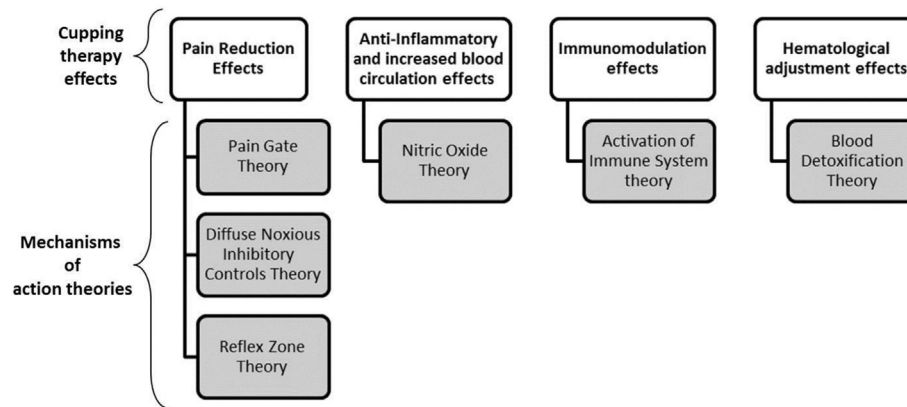 Cupping
therapy
effects
Pain Reduction
Effects
Anti-Inflammatory
and increased blood
circulation effects
Immunomodulation
effects
Hematological
adjustment effects
Mechanisms
of
action theories
Pain Gate
Theory
Diffuse Noxious
Inhibitory
Controls Theory
Reflex Zone
Theory
Nitric Oxide
Theory
Activation of
Immune System
theory
Blood
Detoxification
Theory